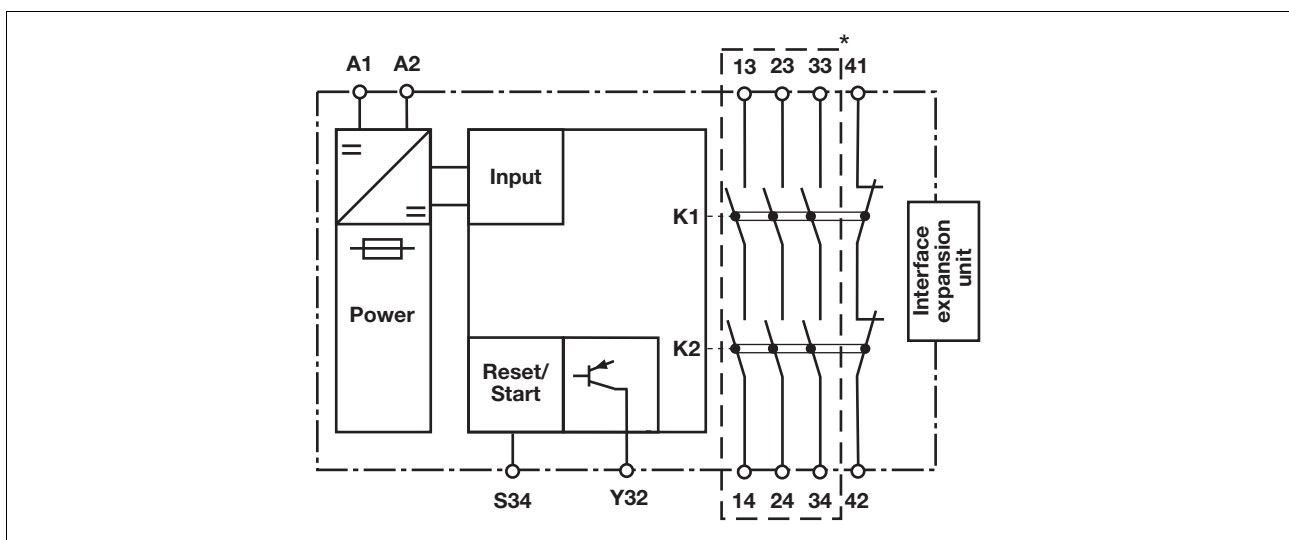 *
A1 A2 13 23 33 41
Input
K1
Interface
expansion
unit
Power
K2
Reset/
Start
S34 Y32 14 24 34 42